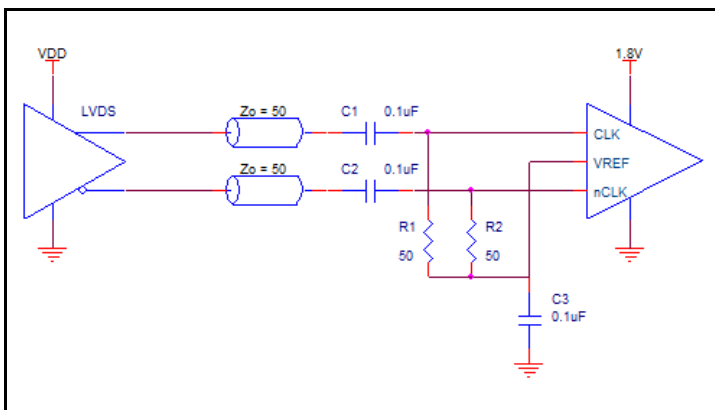 VDD
1.8V
LVDS
Zo = 50
C1
0.1uF
CLK
VREF
Zo = 50
C2
0.1uF
nCLK
R1
50
R2
50
C3
0.1uF